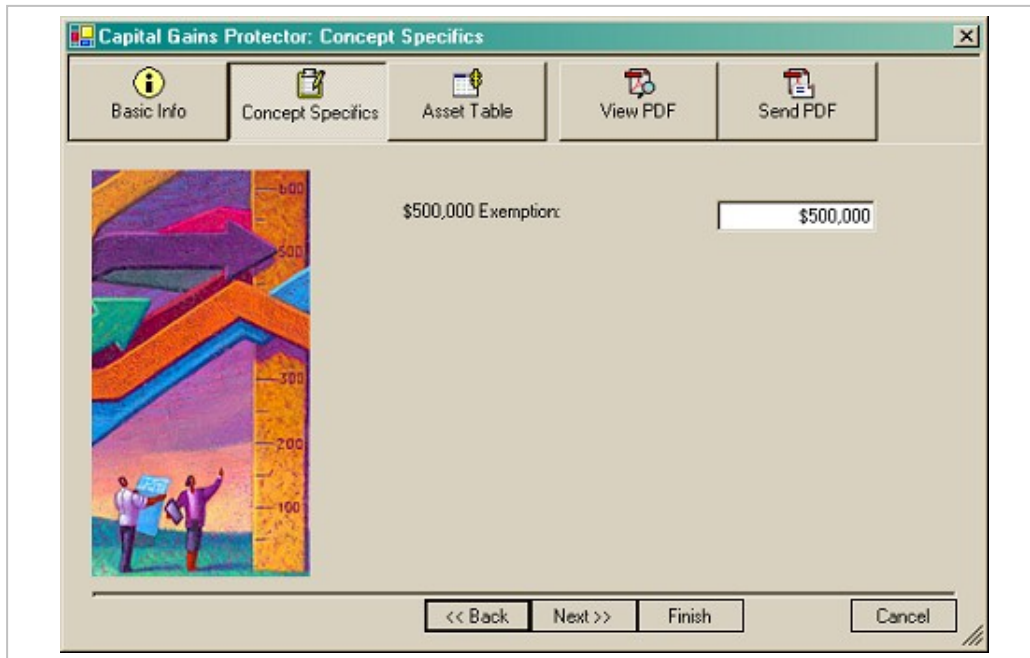 Capital Gains Protector: Concept Specifics
Basic Info
Concept Specifics
Asset Table
View PDF
Send PDF
600
500
300
200
100
$500,000 Exemption:
$500,000
<< Back
Next >>
Finish
Cancel